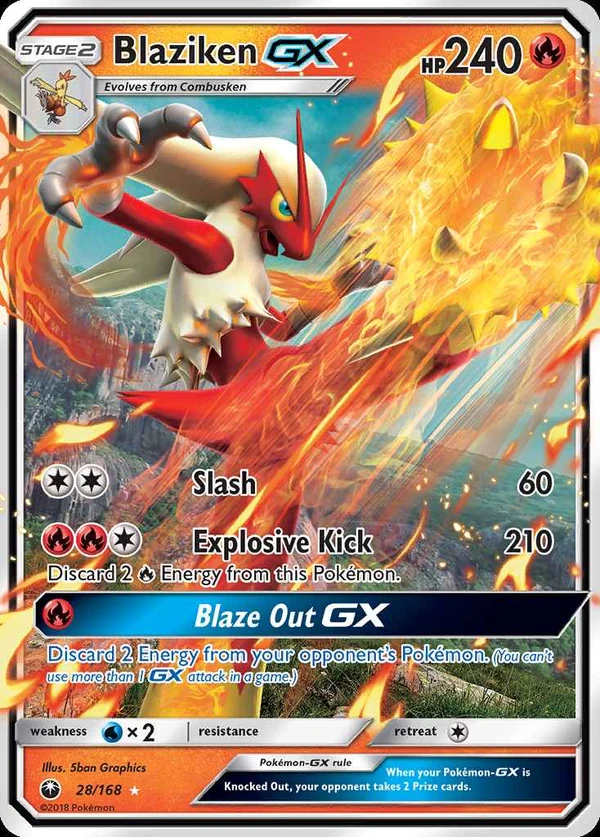 STAGE2 Blaziken GX HP240
Evolves from Combusken
Slash 60
Explosive Kick 210
Discard 2 Energy from this Pokémon.
Blaze Out GX
Discard 2 Energy from your opponent's Pokémon. (You can't
use more than 1 GX attack in a game.)
weakness ×2 resistance retreat
Illus. 5ban Graphics
Pokémon-GX rule
When your Pokémon-GX is
Knocked Out, your opponent takes 2 Prize cards.
28/168
©2018 Pokémon